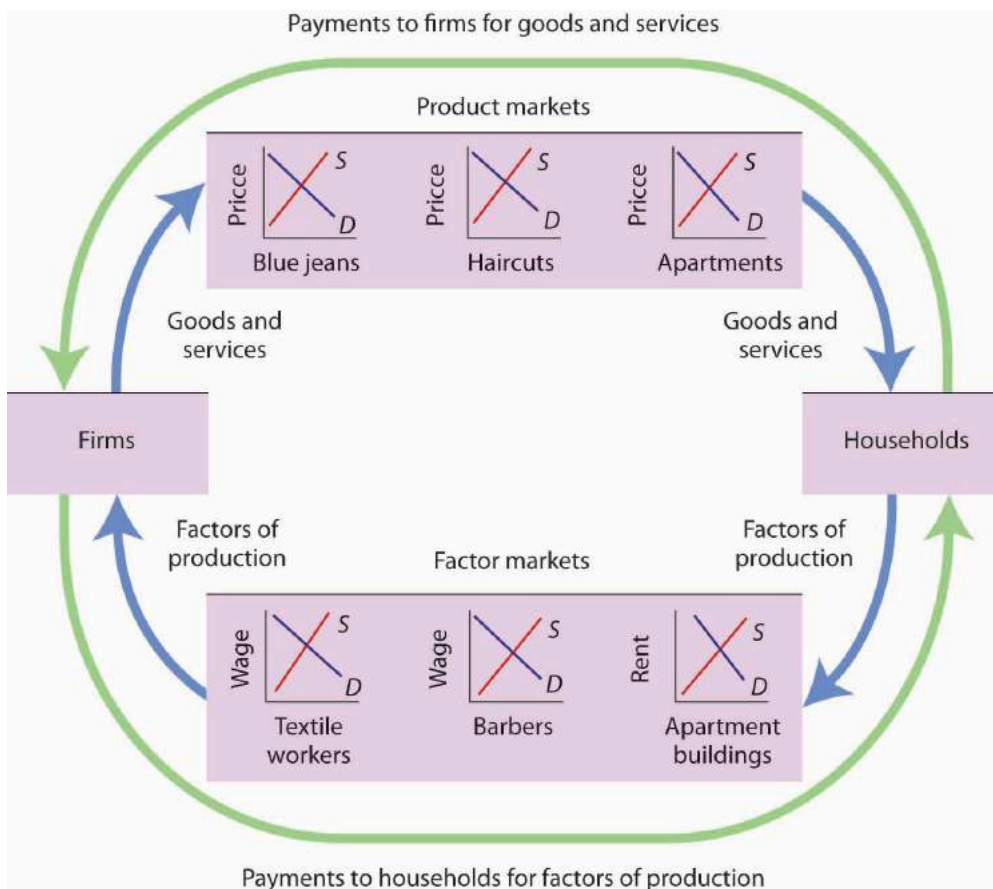 Payments to firms for goods and services
Product markets
Pricce
S
D
Blue jeans
Pricce
S
D
Haircuts
Pricce
S
D
Apartments
Goods and
services
Goods and
services
Firms
Households
Factors of
production
Factor markets
Factors of
production
Wage
S
D
Textile
workers
Wage
S
D
Barbers
Rent
S
D
Apartment
buildings
Payments to households for factors of production